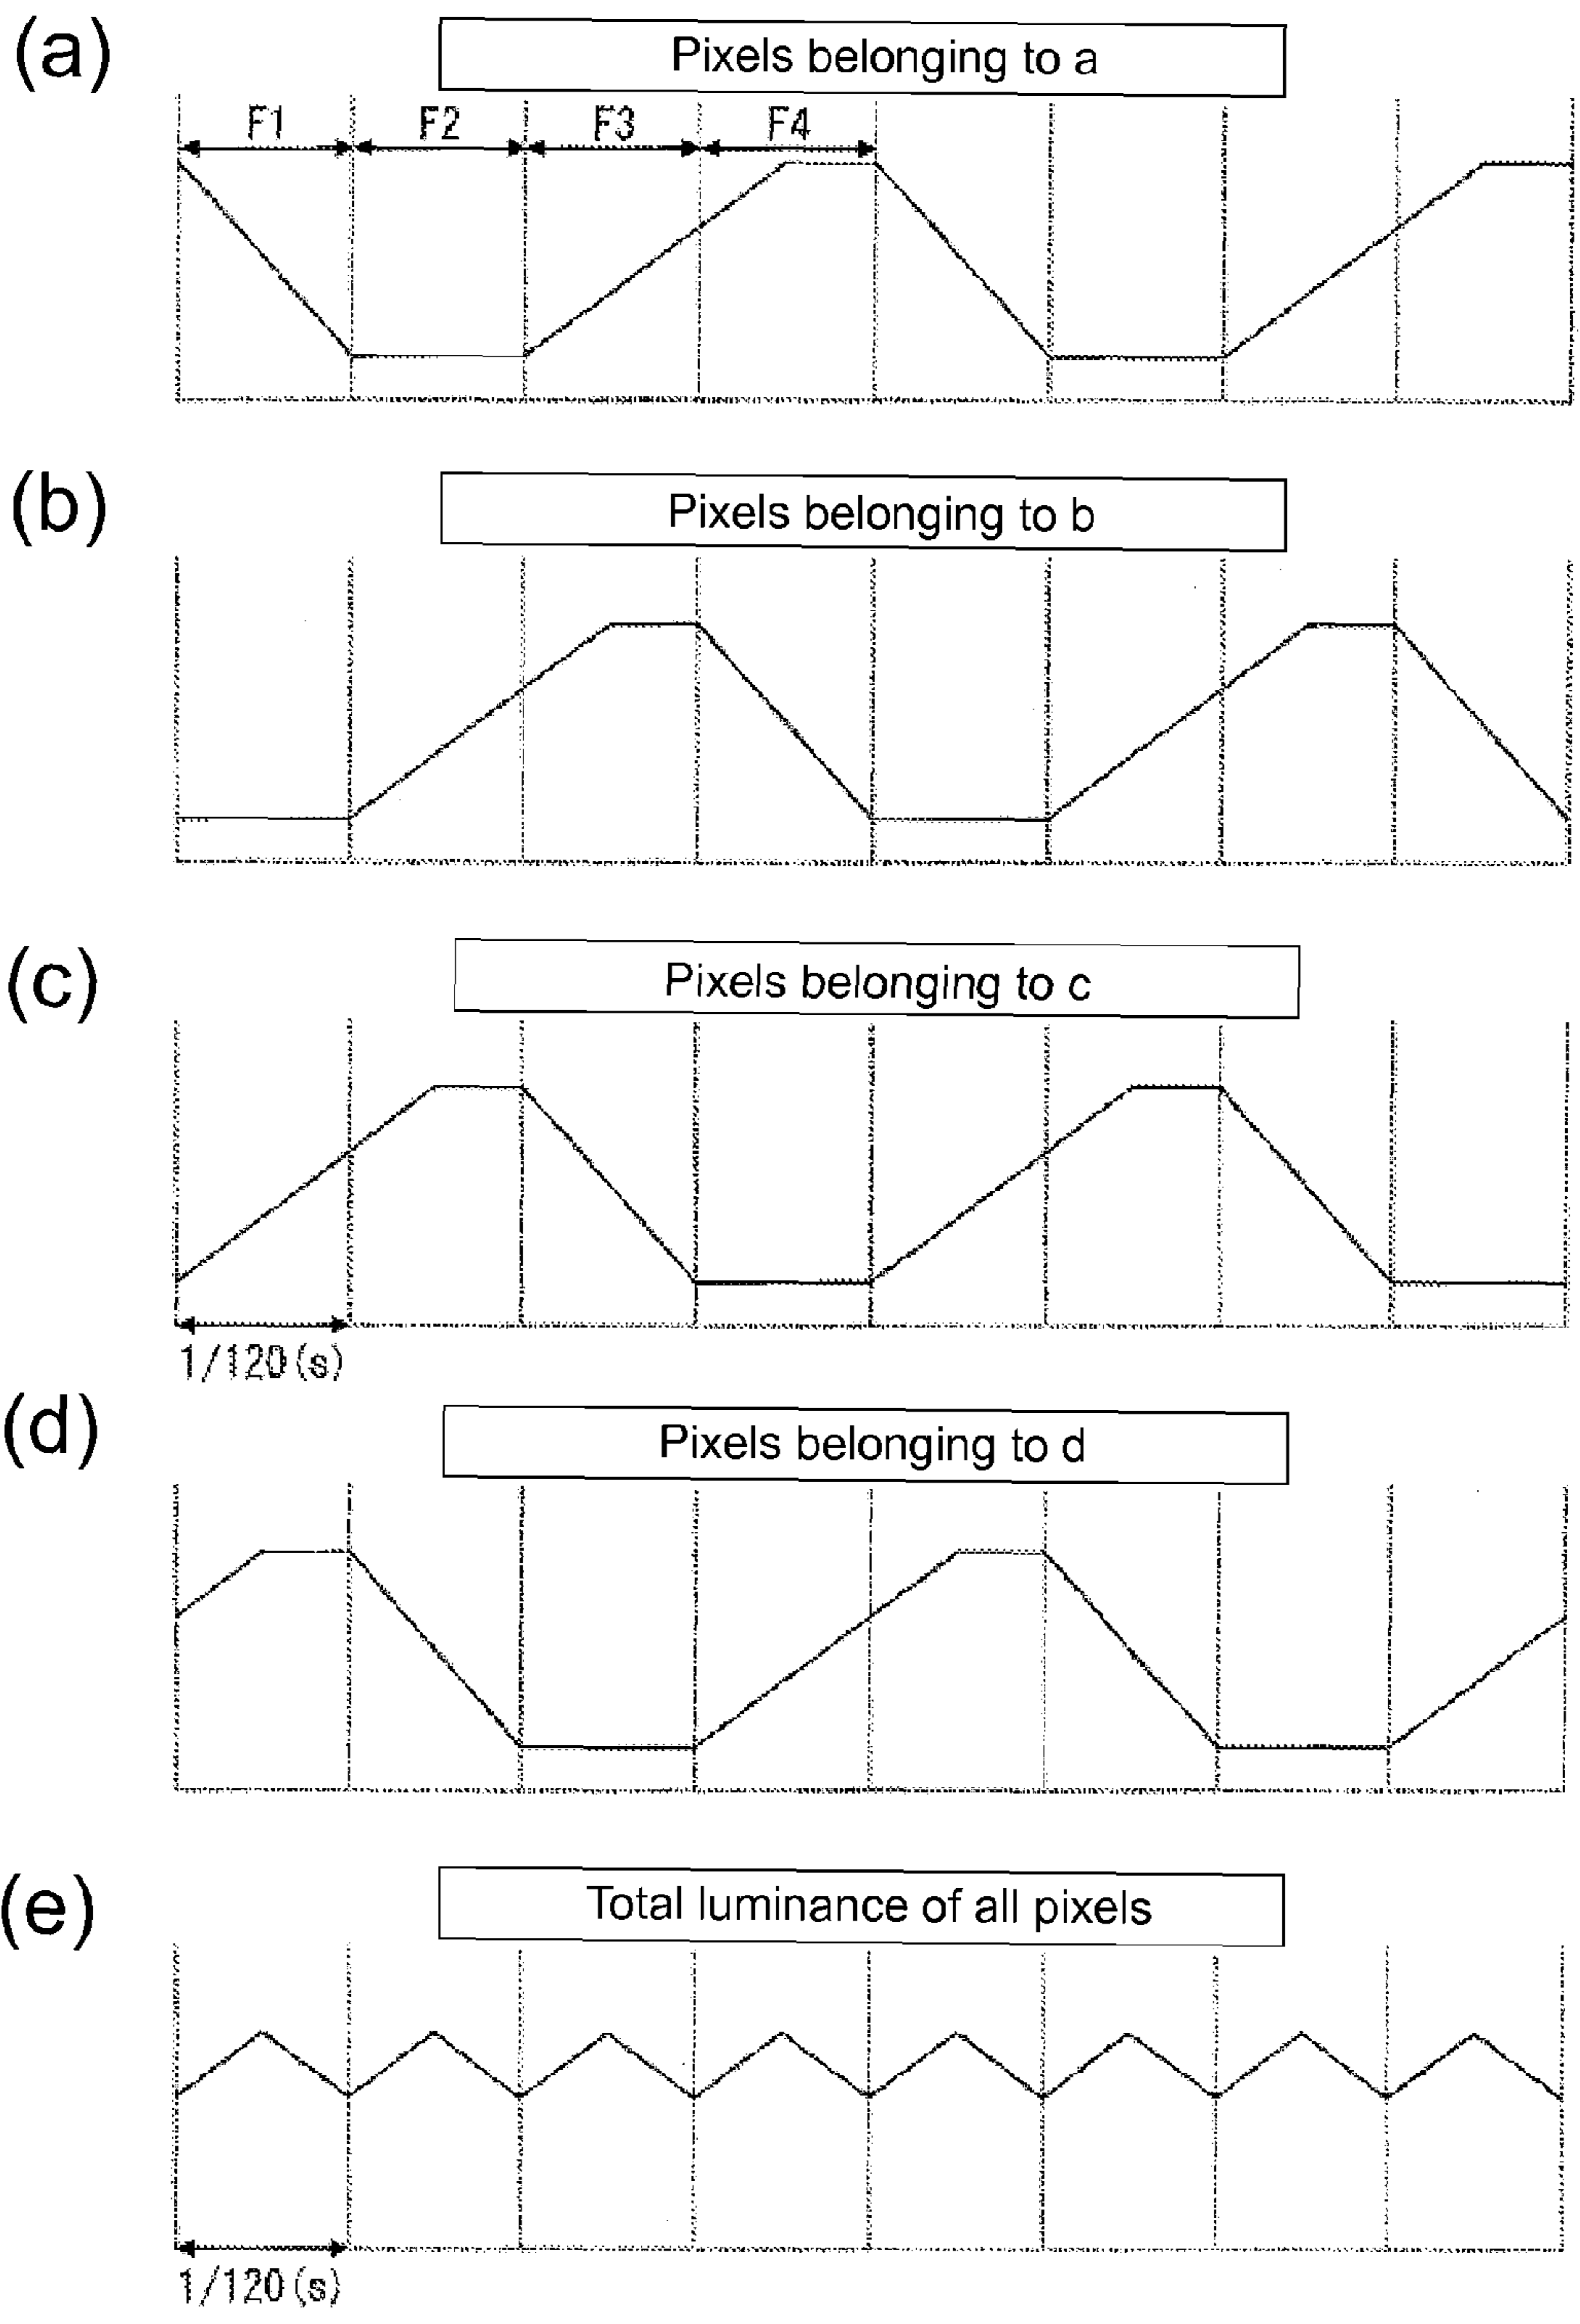 (a)
Pixels belonging to a
F1 F2 F3 F4
(b)
Pixels belonging to b
(c)
Pixels belonging to c
1/120(s)
(d)
Pixels belonging to d
(e)
Total luminance of all pixels
1/120(s)